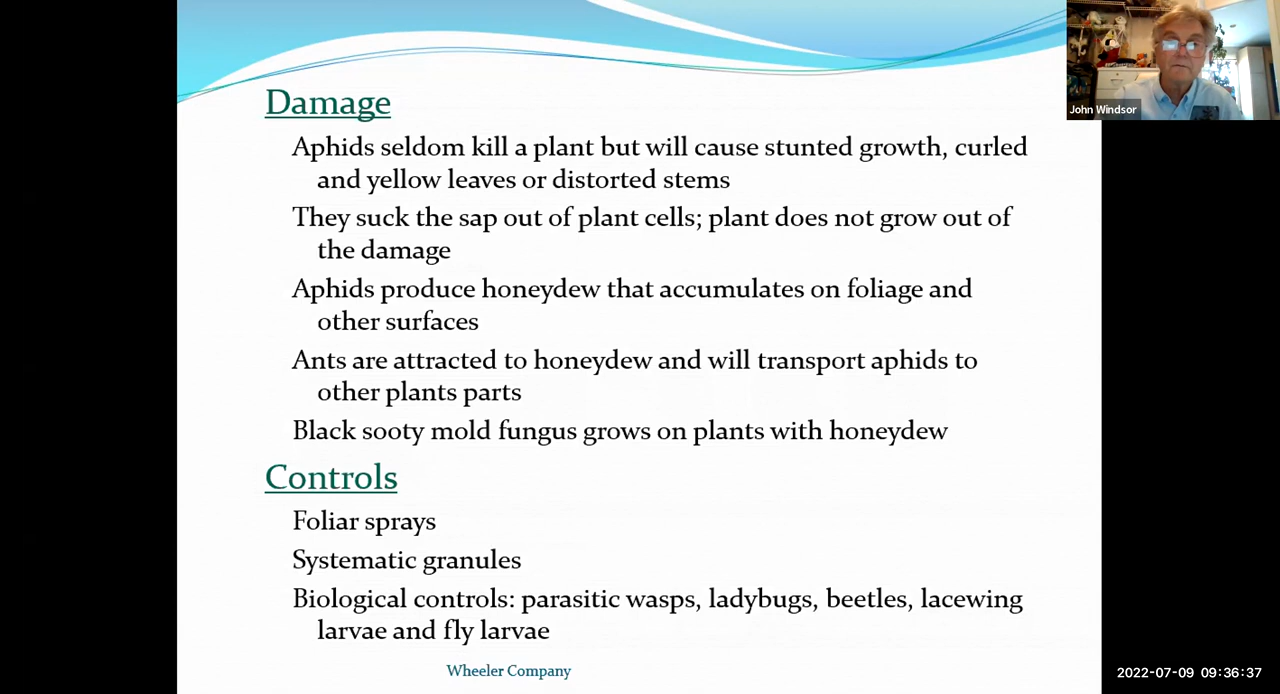 John Windsor
Damage
Aphids seldom kill a plant but will cause stunted growth, curled
and yellow leaves or distorted stems
They suck the sap out of plant cells; plant does not grow out of
the damage
Aphids produce honeydew that accumulates on foliage and
other surfaces
Ants are attracted to honeydew and will transport aphids to
other plants parts
Black sooty mold fungus grows on plants with honeydew
Controls
Foliar sprays
Systematic granules
Biological controls: parasitic wasps, ladybugs, beetles, lacewing
larvae and fly larvae
Wheeler Company
2022-07-09 09:36:37